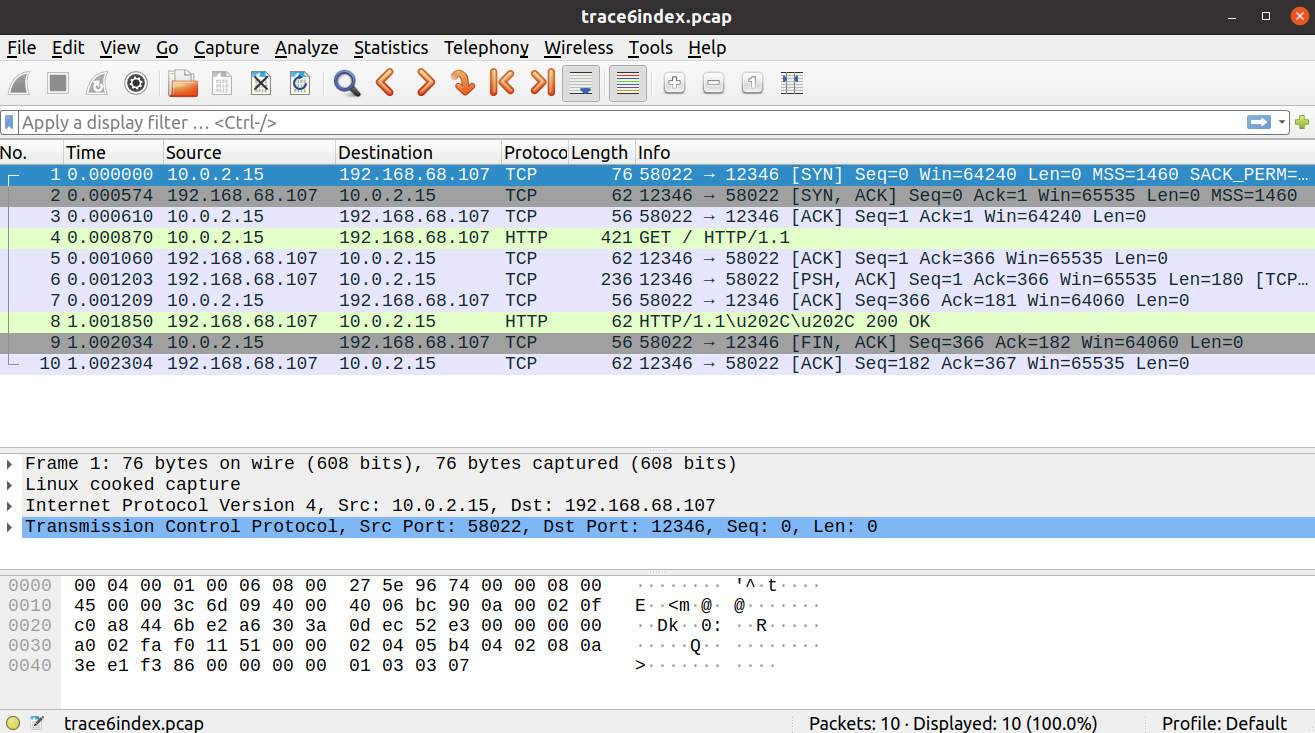 trace6index.pcap
File Edit View Go Capture Analyze Statistics Telephony Wireless Tools Help
Apply a display filter … <Ctrl-/>
No. Time Source Destination Protoco Length Info
1 0.000000 10.0.2.15 192.168.68.107 TCP 76 58022 → 12346 [SYN] Seq=0 Win=64240 Len=0 MSS=1460 SACK_PERM=…
2 0.000574 192.168.68.107 10.0.2.15 TCP 62 12346 → 58022 [SYN, ACK] Seq=0 Ack=1 Win=65535 Len=0 MSS=1460
3 0.000610 10.0.2.15 192.168.68.107 TCP 56 58022 → 12346 [ACK] Seq=1 Ack=1 Win=64240 Len=0
4 0.000870 10.0.2.15 192.168.68.107 HTTP 421 GET / HTTP/1.1
5 0.001060 192.168.68.107 10.0.2.15 TCP 62 12346 → 58022 [ACK] Seq=1 Ack=366 Win=65535 Len=0
6 0.001203 192.168.68.107 10.0.2.15 TCP 236 12346 → 58022 [PSH, ACK] Seq=1 Ack=366 Win=65535 Len=180 [TCP…
7 0.001209 10.0.2.15 192.168.68.107 TCP 56 58022 → 12346 [ACK] Seq=366 Ack=181 Win=64060 Len=0
8 1.001850 192.168.68.107 10.0.2.15 HTTP 62 HTTP/1.1\u202C\u202C 200 OK
9 1.002034 10.0.2.15 192.168.68.107 TCP 56 58022 → 12346 [FIN, ACK] Seq=366 Ack=182 Win=64060 Len=0
10 1.002304 192.168.68.107 10.0.2.15 TCP 62 12346 → 58022 [ACK] Seq=182 Ack=367 Win=65535 Len=0
Frame 1: 76 bytes on wire (608 bits), 76 bytes captured (608 bits)
Linux cooked capture
Internet Protocol Version 4, Src: 10.0.2.15, Dst: 192.168.68.107
Transmission Control Protocol, Src Port: 58022, Dst Port: 12346, Seq: 0, Len: 0
0000 00 04 00 01 00 06 08 00 27 5e 96 74 00 00 08 00 ········ '^·t····
0010 45 00 00 3c 6d 09 40 00 40 06 bc 90 0a 00 02 0f E··<m·@· @·······
0020 c0 a8 44 6b e2 a6 30 3a 0d ec 52 e3 00 00 00 00 ··Dk··0: ··R·····
0030 a0 02 fa f0 11 51 00 00 02 04 05 b4 04 02 08 0a ·····Q·· ········
0040 3e e1 f3 86 00 00 00 00 01 03 03 07 >······· ····
trace6index.pcap Packets: 10 · Displayed: 10 (100.0%) Profile: Default